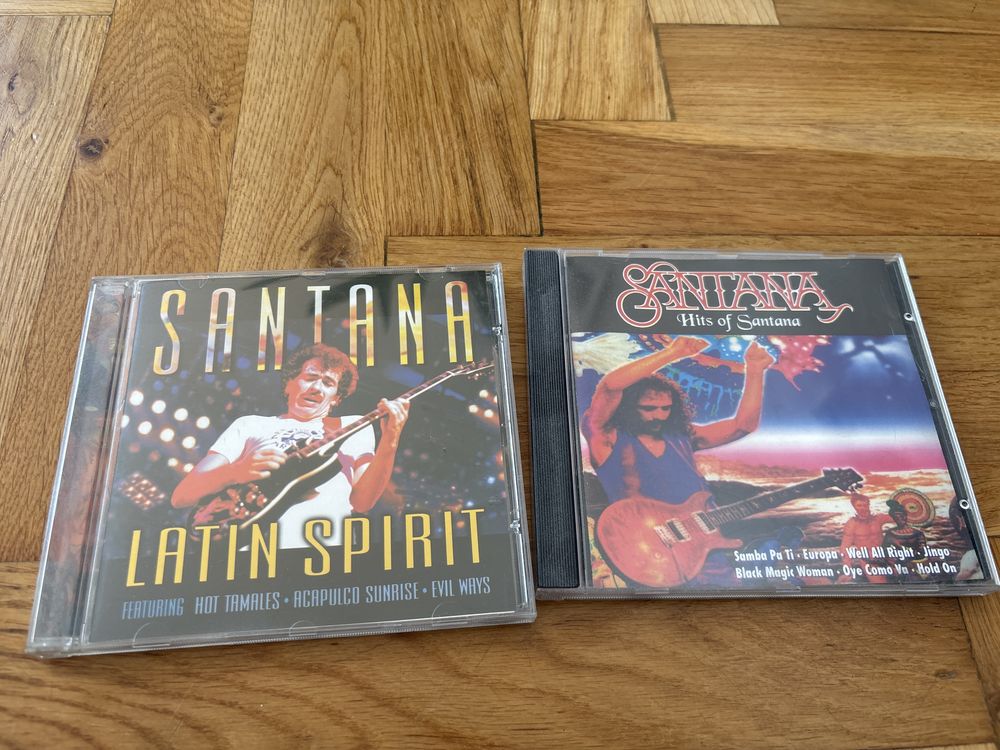 SANTANA
LATIN SPIRIT
FEATURING HOT TAMALES • ACAPULCO SUNRISE • EVIL WAYS
SANTANA
Hits of Santana
Samba Pa Ti • Europa • Well All Right • Jingo
Black Magic Woman • Oye Como Va • Hold On